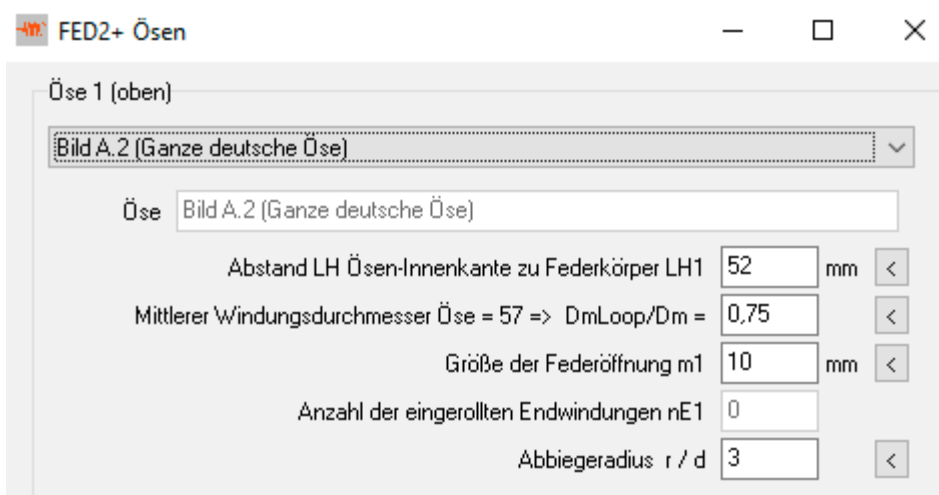 FED2+ Ösen
Öse 1 (oben)
Bild A.2 (Ganze deutsche Öse)
Öse Bild A.2 (Ganze deutsche Öse)
Abstand LH Ösen-Innenkante zu Federkörper LH1 52 mm <
Mittlerer Windungsdurchmesser Öse = 57 => DmLoop/Dm = 0,75 <
Größe der Federöffnung m1 10 mm <
Anzahl der eingerollten Endwindungen nE1 0
Abbiegeradius r / d 3 <